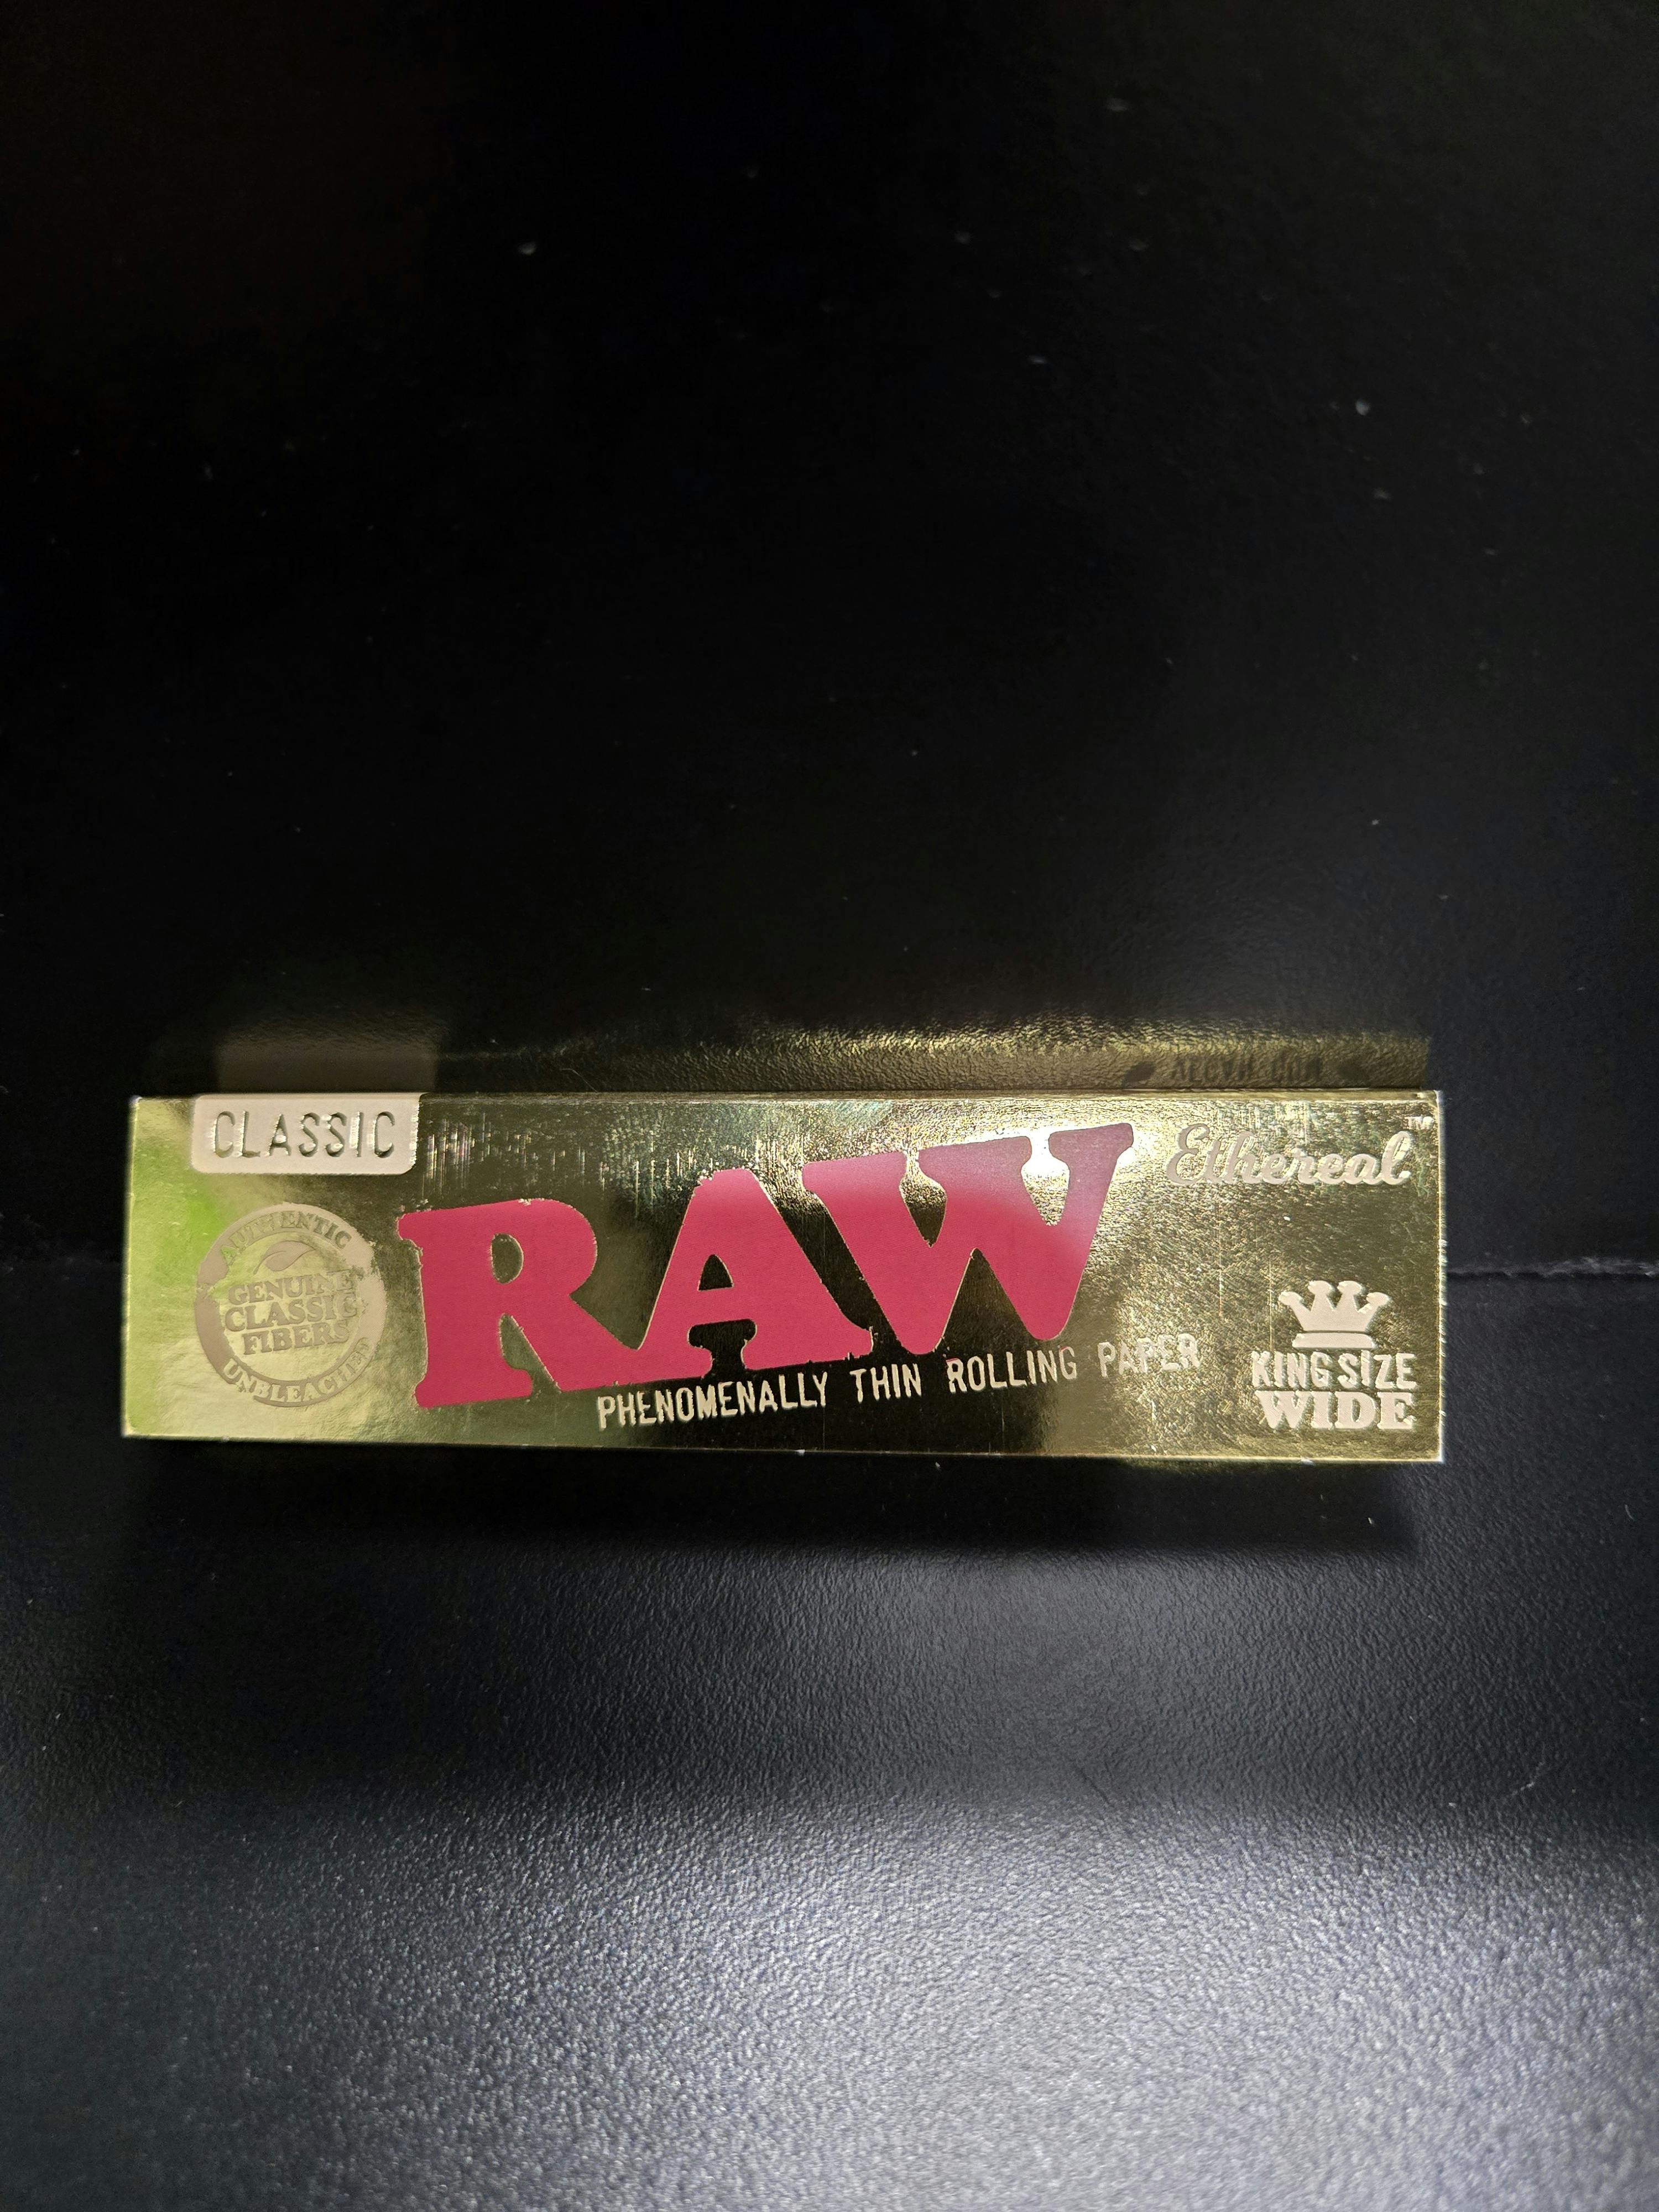 CLASSIC
Ethereal™
AUTHENTIC
GENUINE
CLASSIC
FIBERS
UNBLEACHED
RAW
PHENOMENALLY THIN ROLLING PAPER
KING SIZE
WIDE